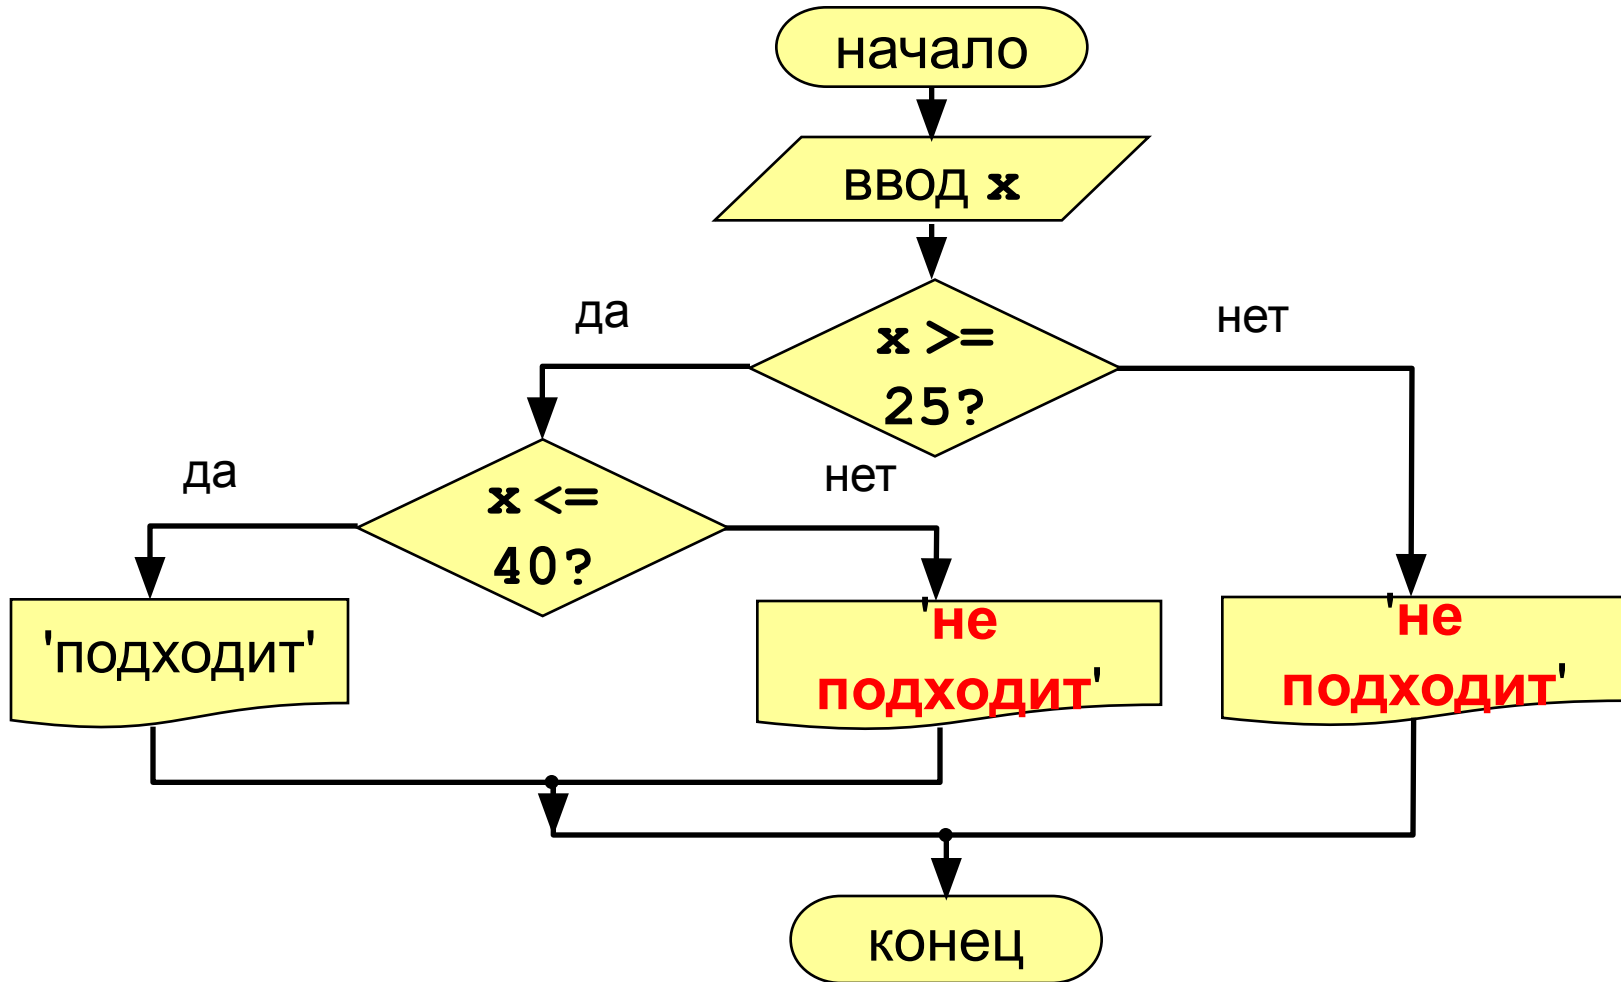 начало
ввод x
да
нет
x >=
25?
да
нет
x <=
40?
'подходит'
'не
подходит'
'не
подходит'
конец